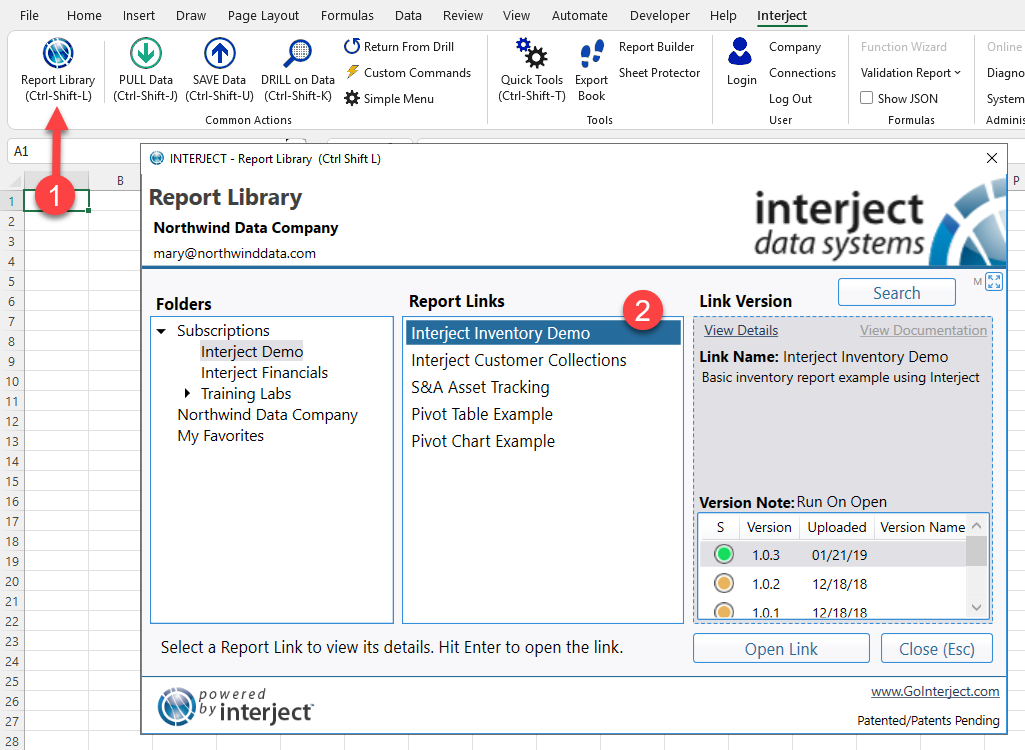 File Home Insert Draw Page Layout Formulas Data Review View Automate Developer Help Interject
Report Library
(Ctrl-Shift-L)
PULL Data
(Ctrl-Shift-J)
SAVE Data
(Ctrl-Shift-U)
DRILL on Data
(Ctrl-Shift-K)
Return From Drill
Custom Commands
Simple Menu
Common Actions
Quick Tools
(Ctrl-Shift-T)
Export
Book
Report Builder
Sheet Protector
Tools
Login
Company
Connections
Log Out
User
Function Wizard
Validation Report
Show JSON
Formulas
Online
Diagno
System
Adminis
A1
B P
1
1
2
3
4
5
6
7
8
9
10
11
12
13
14
15
16
17
18
19
20
21
22
23
24
25
26
27
28
INTERJECT - Report Library (Ctrl Shift L)
Report Library
Northwind Data Company
mary@northwinddata.com
interject
data systems
Folders
Subscriptions
Interject Demo
Interject Financials
Training Labs
Northwind Data Company
My Favorites
Report Links
2
Interject Inventory Demo
Interject Customer Collections
S&A Asset Tracking
Pivot Table Example
Pivot Chart Example
Link Version
Search
M
View Details View Documentation
Link Name: Interject Inventory Demo
Basic inventory report example using Interject
Version Note: Run On Open
S Version Uploaded Version Name
1.0.3 01/21/19
1.0.2 12/18/18
1.0.1 12/18/18
Select a Report Link to view its details. Hit Enter to open the link.
Open Link Close (Esc)
powered
by interject
www.GoInterject.com
Patented/Patents Pending